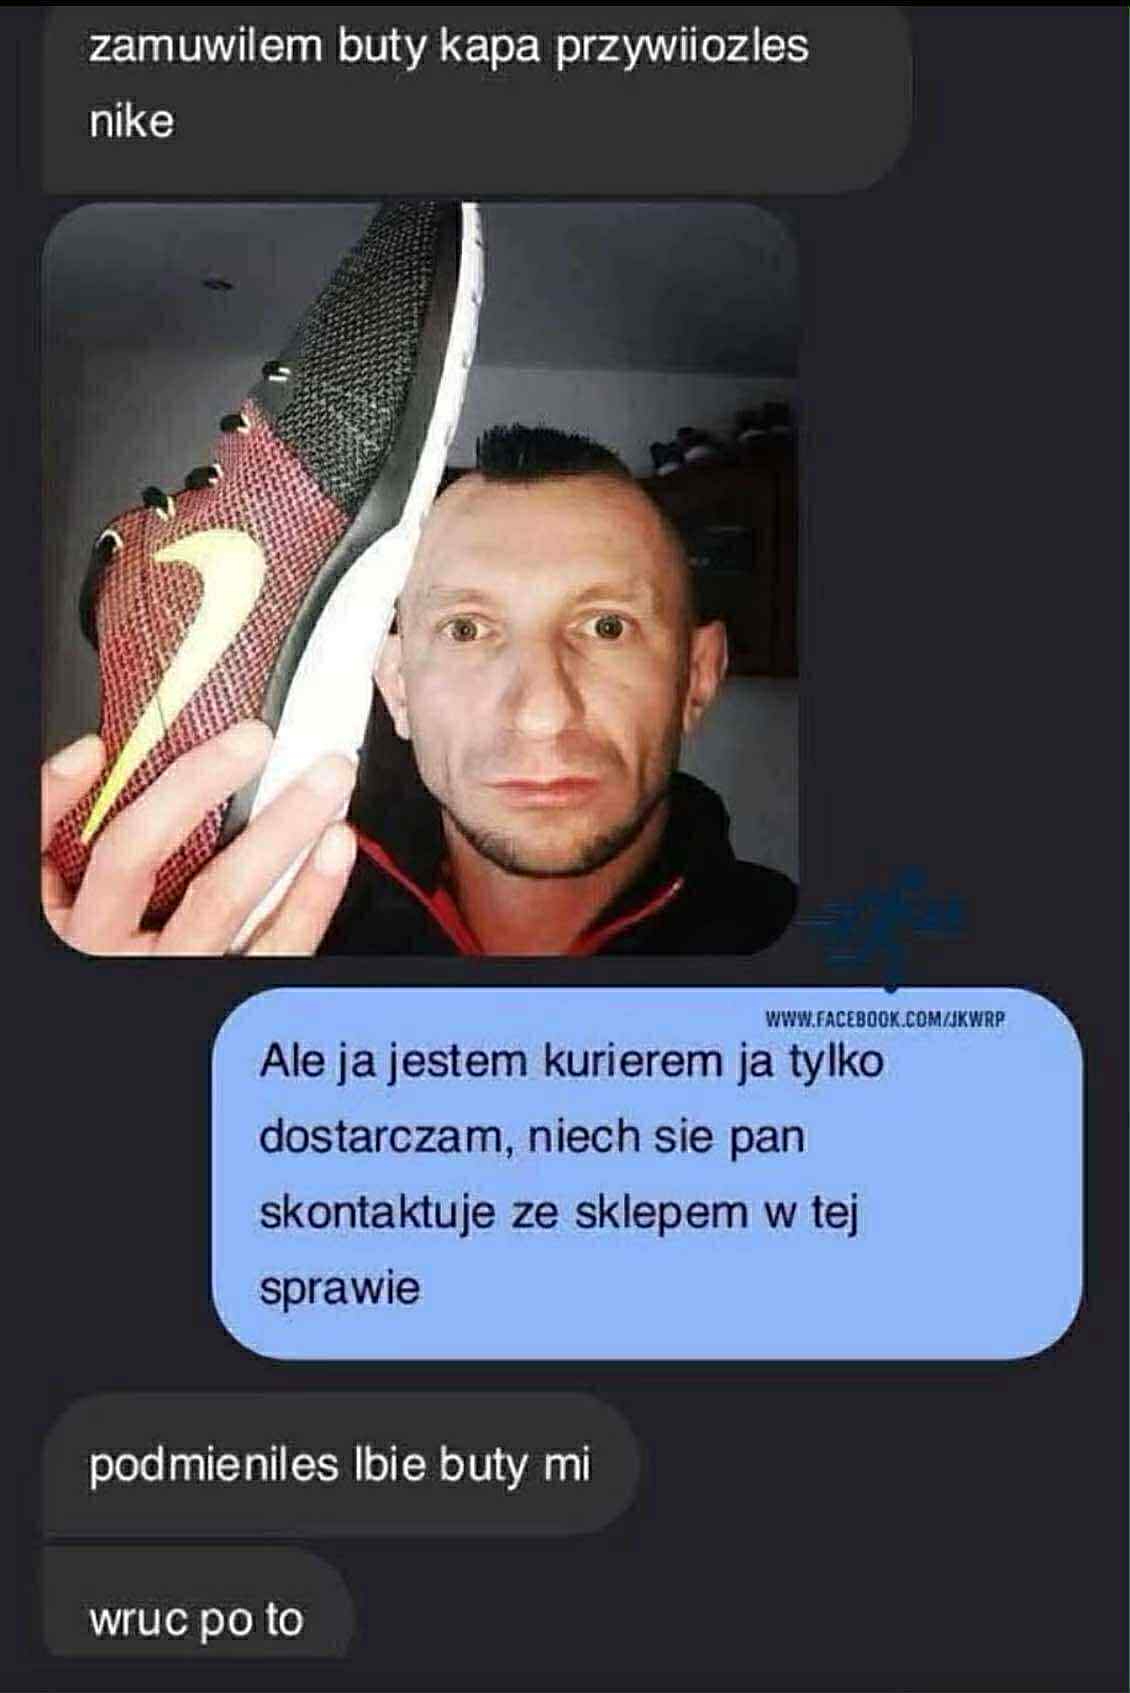 zamuwilem buty kapa przywiiozles
nike
WWW.FACEBOOK.COM/JKWRP
Ale ja jestem kurierem ja tylko
dostarczam, niech sie pan
skontaktuje ze sklepem w tej
sprawie
podmieniles lbie buty mi
wruc po to